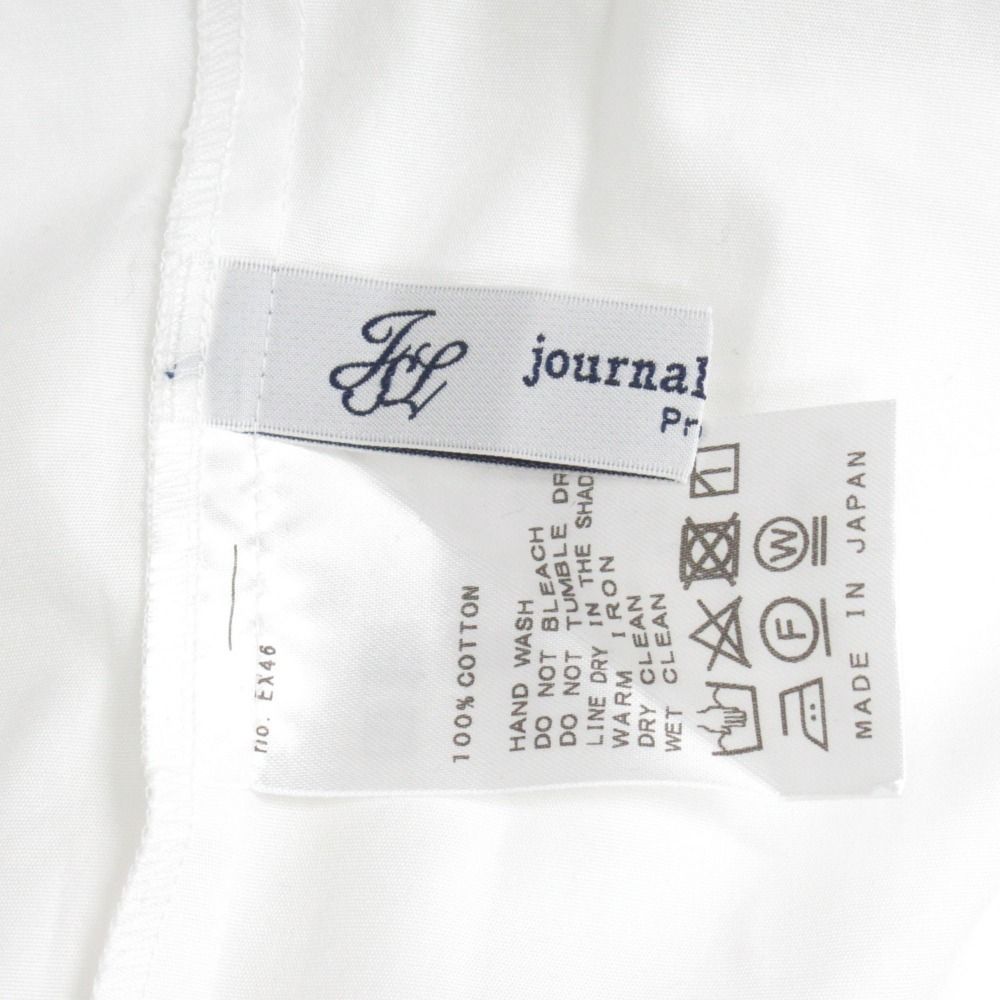 journal
Pr
no. EX46
100% COTTON
HAND WASH
DO NOT BLEACH
DO NOT TUMBLE DR
LINE DRY IN THE SHAD
WARM IRON
DRY CLEAN
WET CLEAN
W
F
MADE IN JAPAN